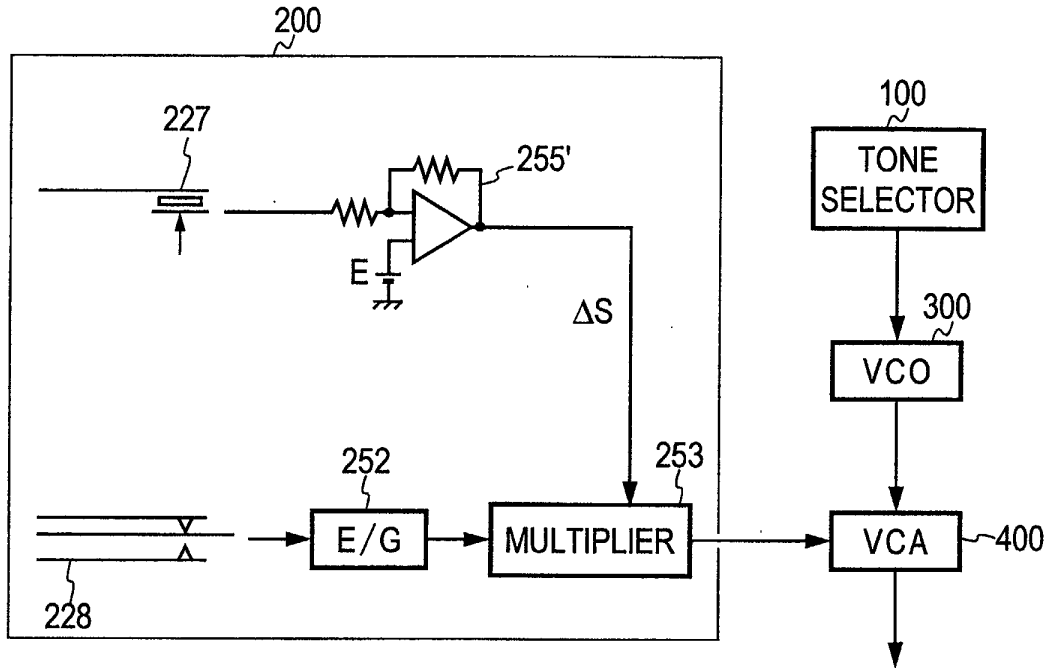 200
227
255'
100
TONE
SELECTOR
E
ΔS
300
VCO
252
253
E/G
MULTIPLIER
VCA
400
228